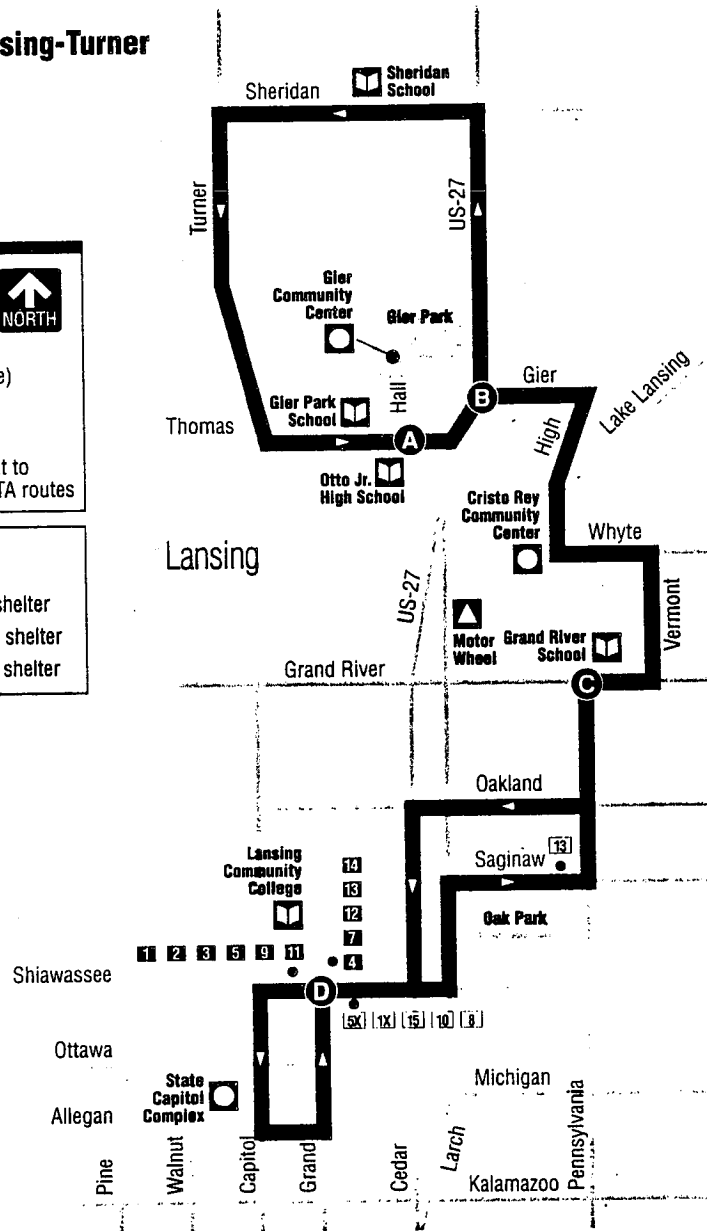 sing-Turner
Sheridan
School
Sheridan
Turner
US-27
NORTH
e)
t to
TA routes
Gier
Community
Center
Gier Park
Gier
Lake Lansing
Hall
High
Gier Park
School
B
A
Thomas
Otto Jr.
High School
Cristo Rey
Community
Center
Whyte
Lansing
shelter
shelter
shelter
US-27
Vermont
Motor
Wheel
Grand River
School
Grand River
C
Oakland
Lansing
Community
College
Saginaw
13
14
13
12
7
4
Oak Park
1 2 3 5 9 11
Shiawassee
D
5X 1X 15 10 8
Ottawa
State
Capitol
Complex
Michigan
Allegan
Pine
Walnut
Capitol
Grand
Cedar
Larch
Kalamazoo
Pennsylvania